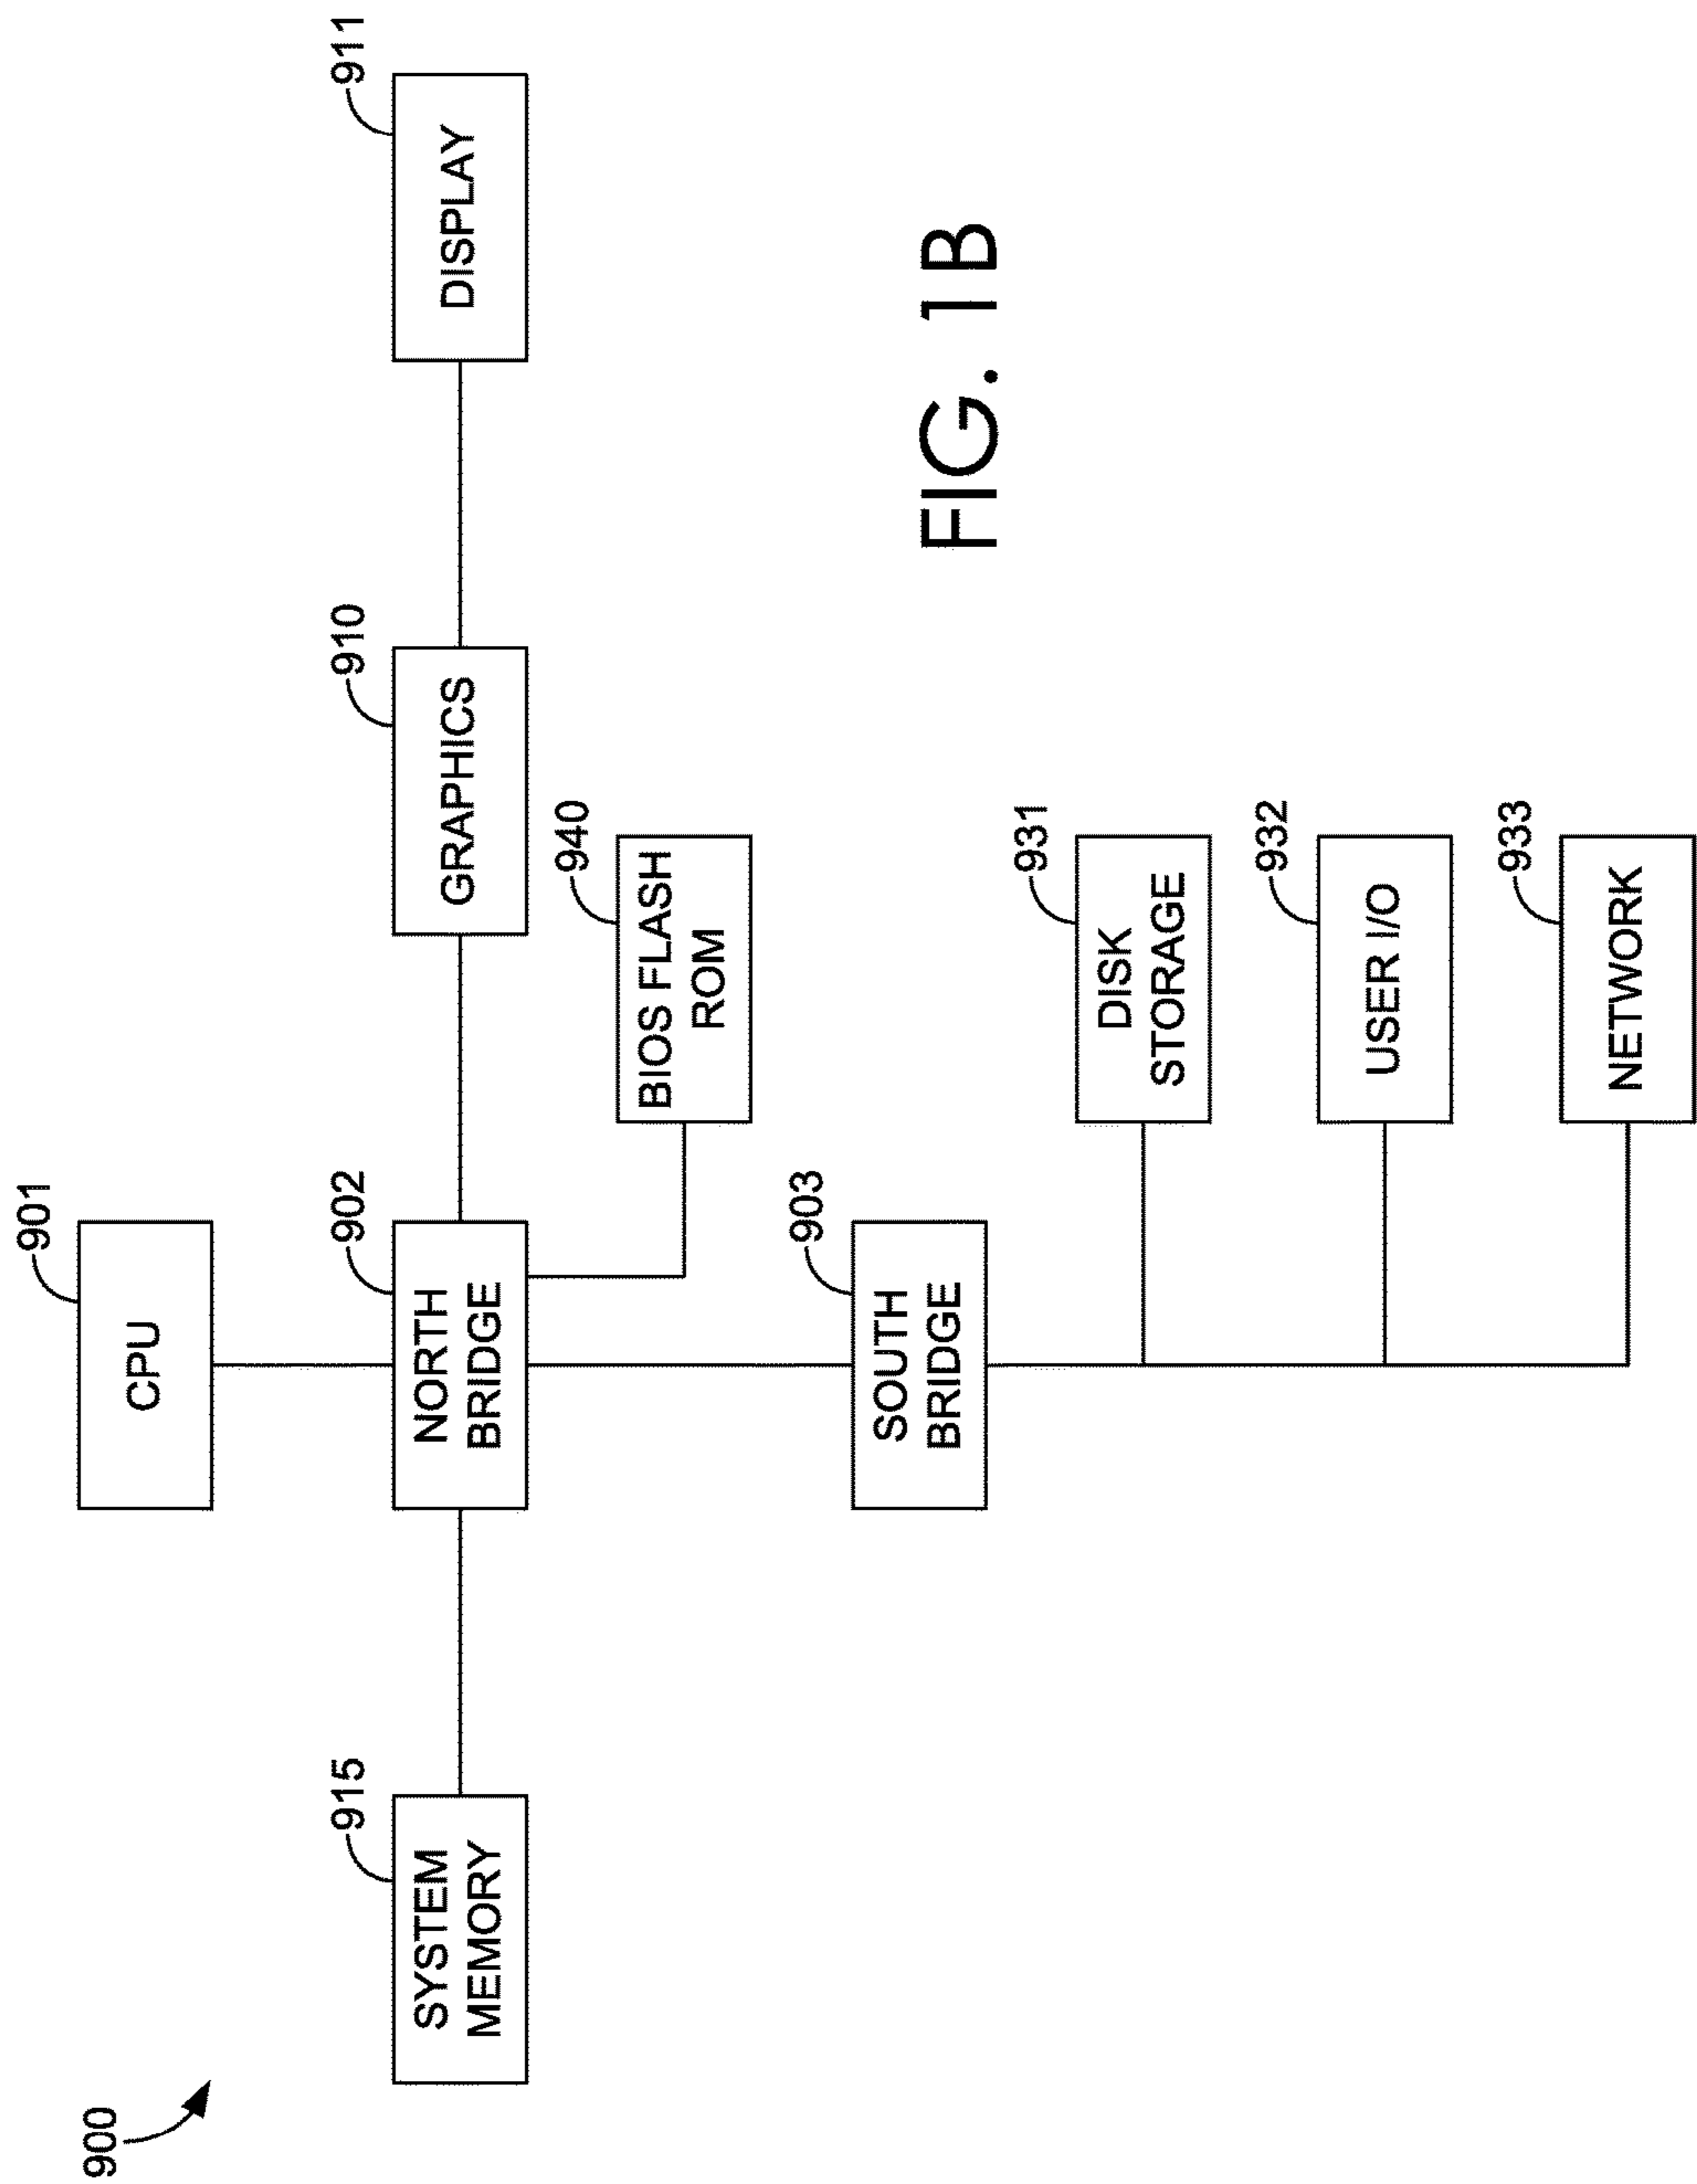 900
901
CPU
915
SYSTEM
MEMORY
902
NORTH
BRIDGE
910
GRAPHICS
911
DISPLAY
940
BIOS FLASH
ROM
903
SOUTH
BRIDGE
931
DISK
STORAGE
932
USER I/O
933
NETWORK
FIG. 1B